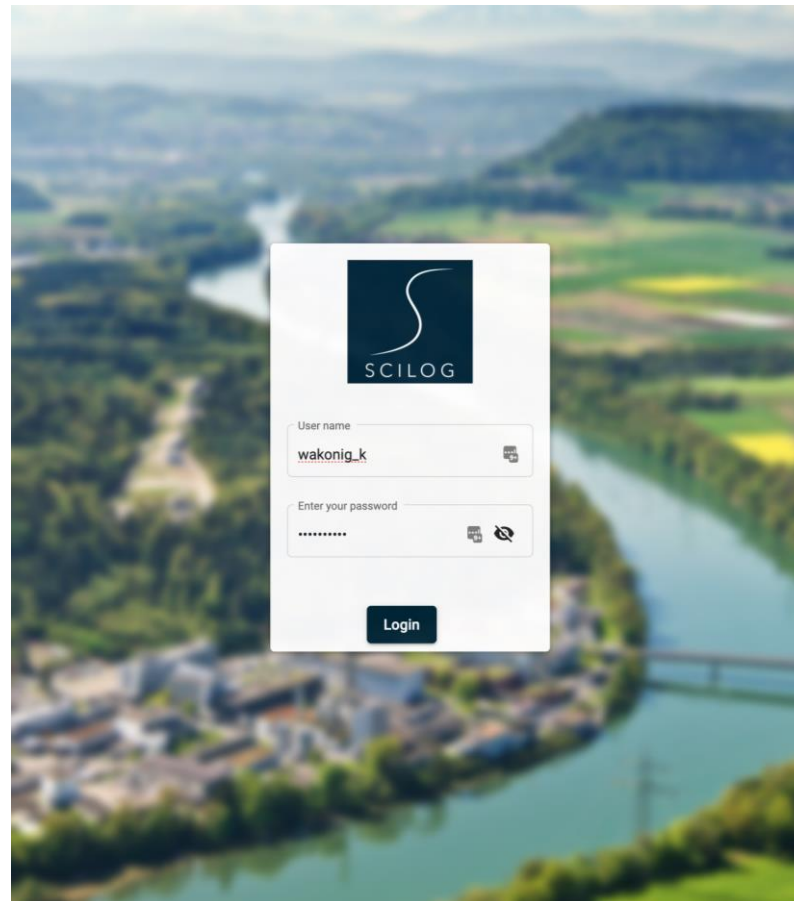 SCILOG
User name
wakonig_k
Enter your password
••••••••••
Login